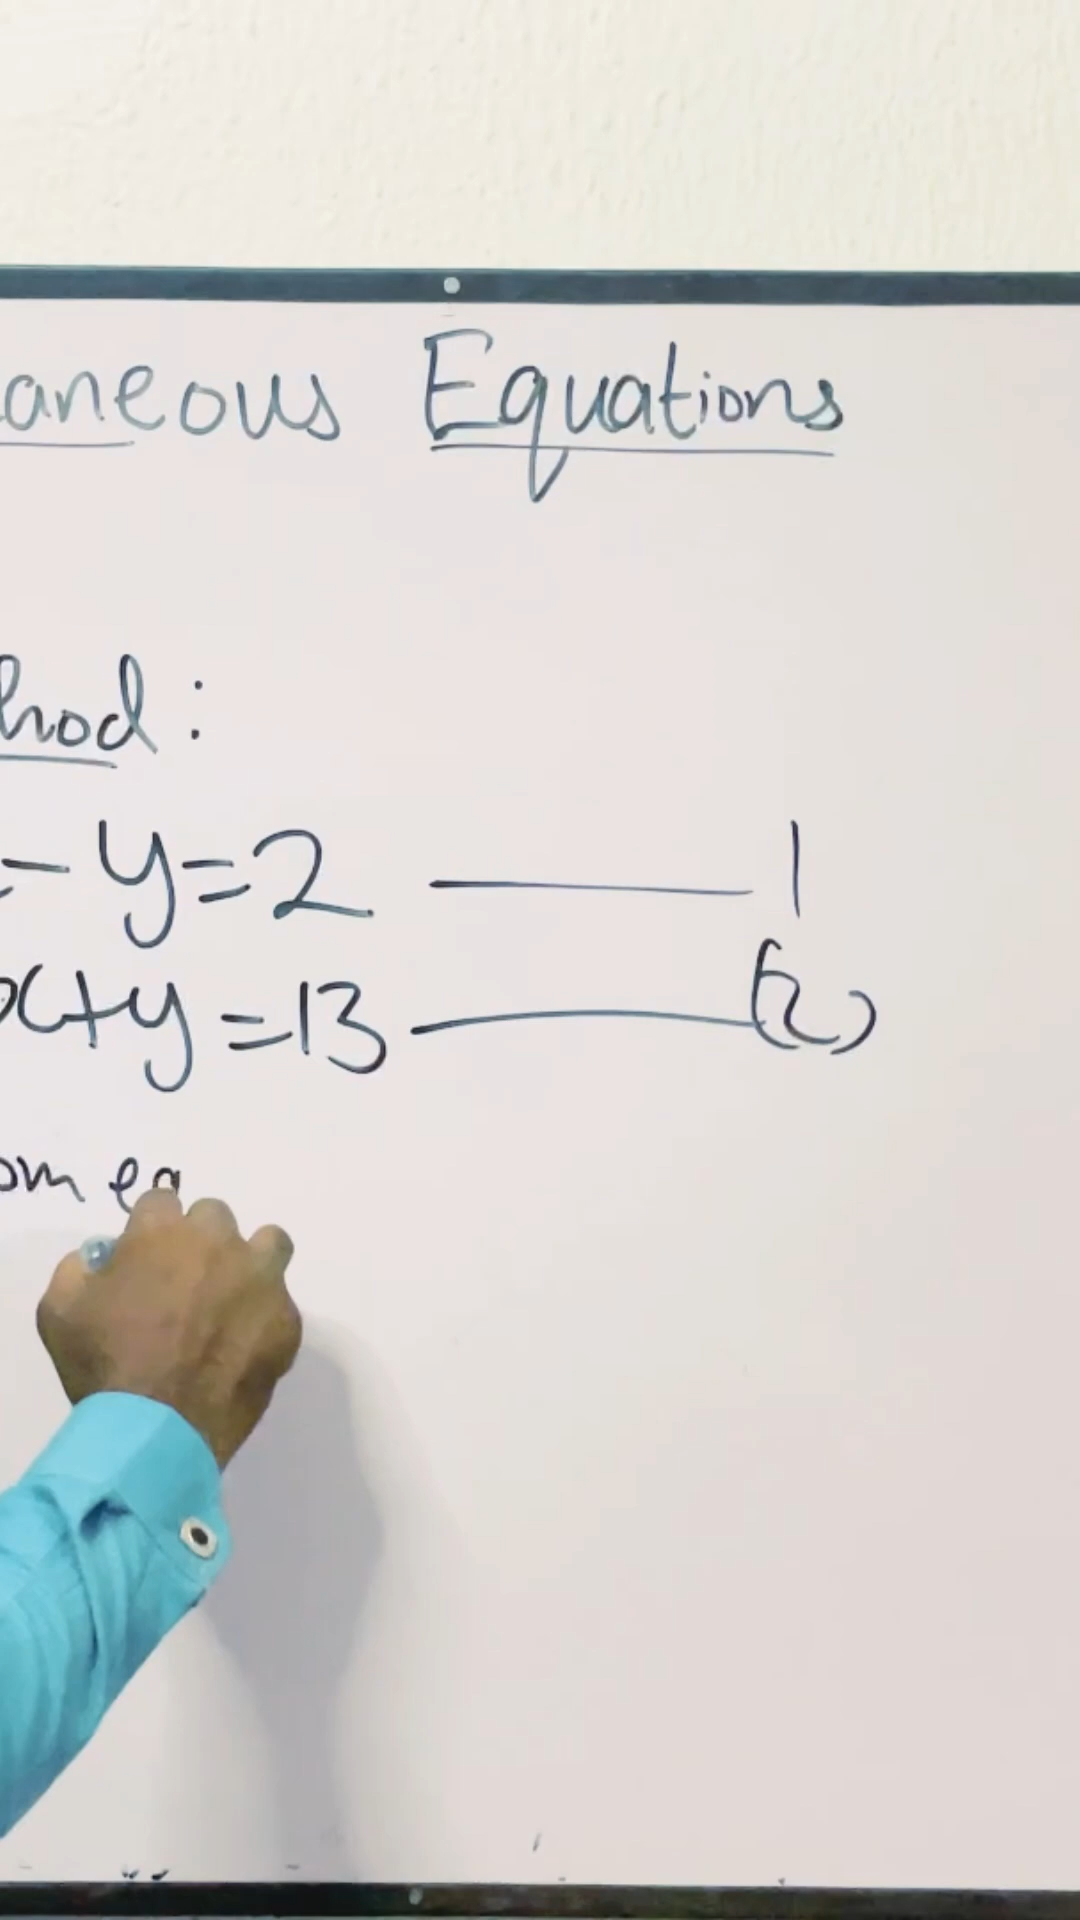 aneous Equations
hod:
- y=2 ——— 1
x+y=13 ——— (2)
om eq